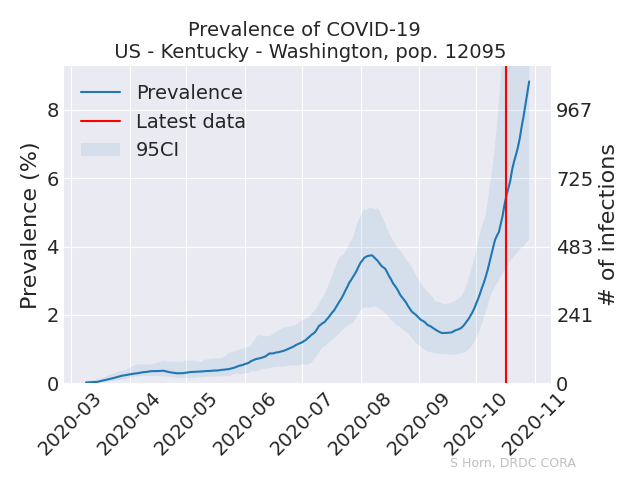 Prevalence of COVID-19
US - Kentucky - Washington, pop. 12095
Prevalence
Latest data
95CI
Prevalence (%)
8
6
4
2
0
967
725
483
241
0
# of infections
2020-03
2020-04
2020-05
2020-06
2020-07
2020-08
2020-09
2020-10
2020-11
S Horn, DRDC CORA